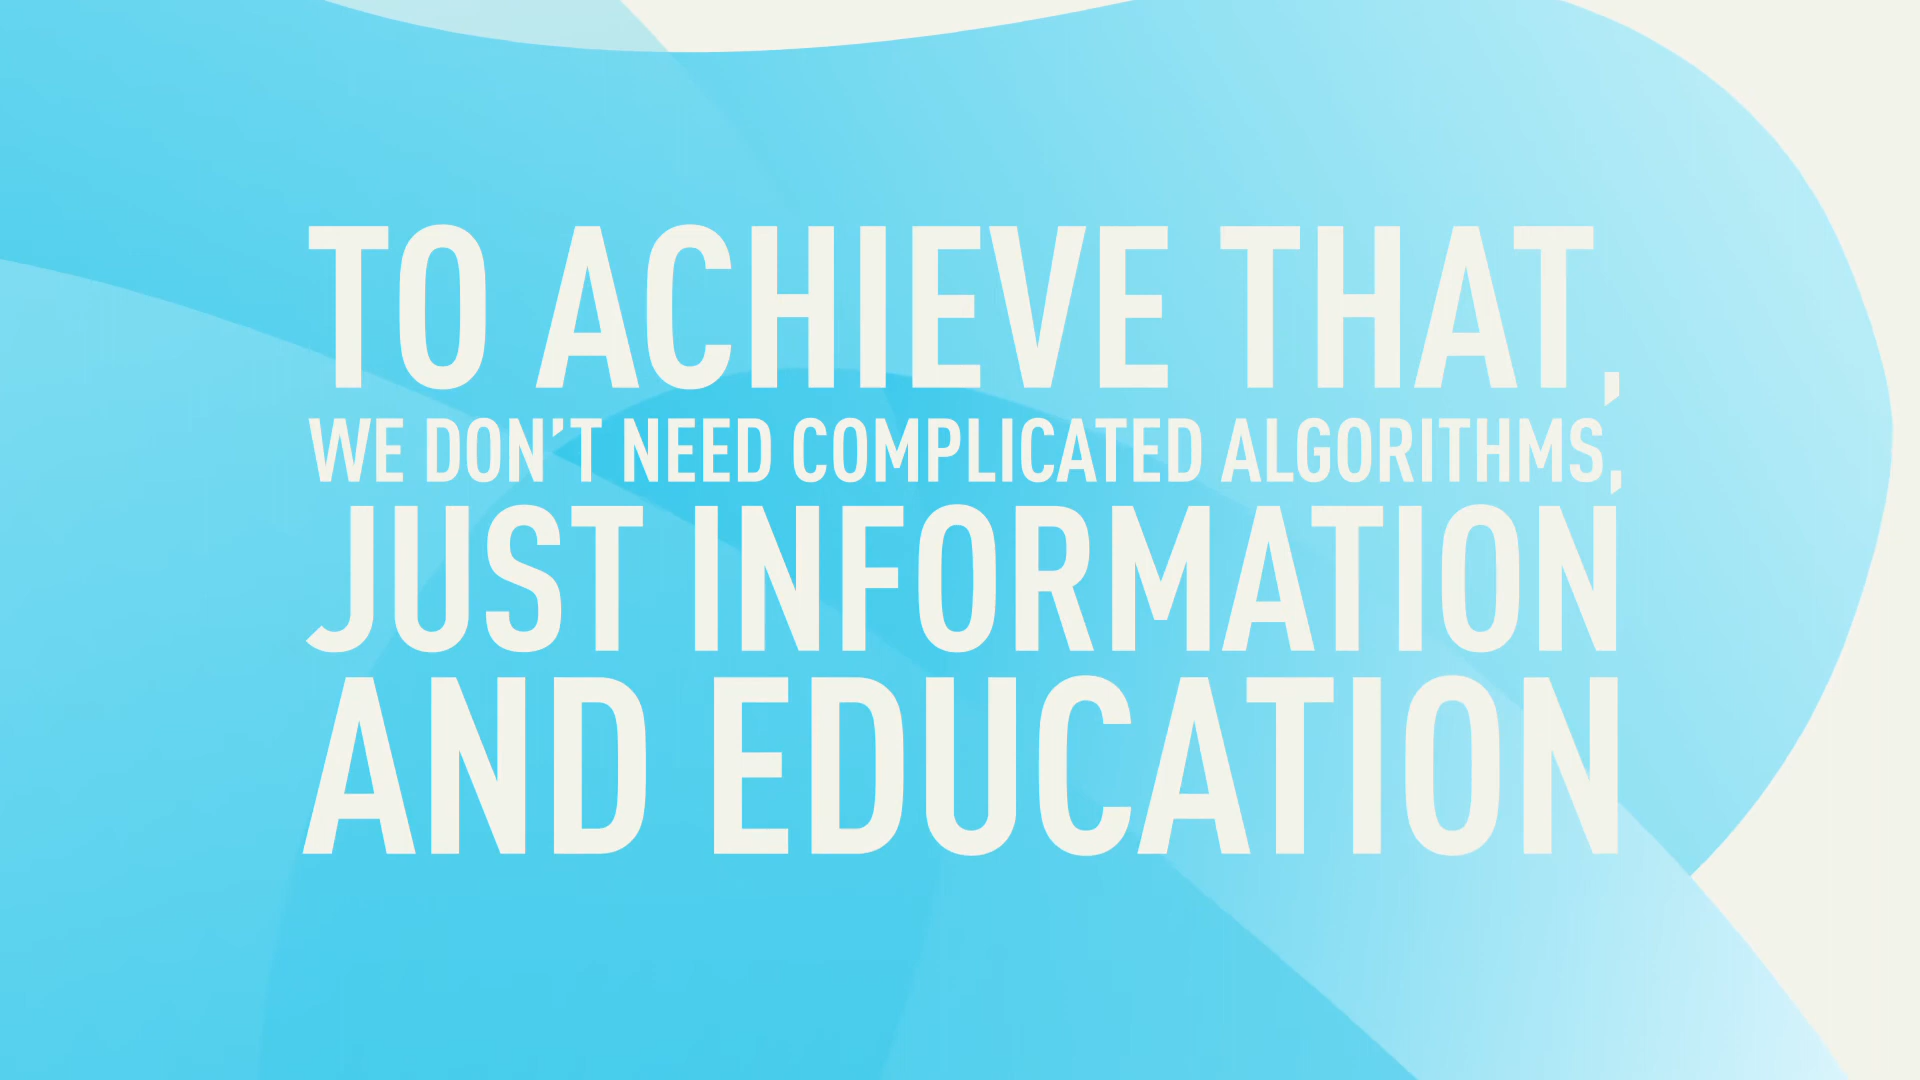 TO ACHIEVE THAT,
WE DON’T NEED COMPLICATED ALGORITHMS,
JUST INFORMATION
AND EDUCATION